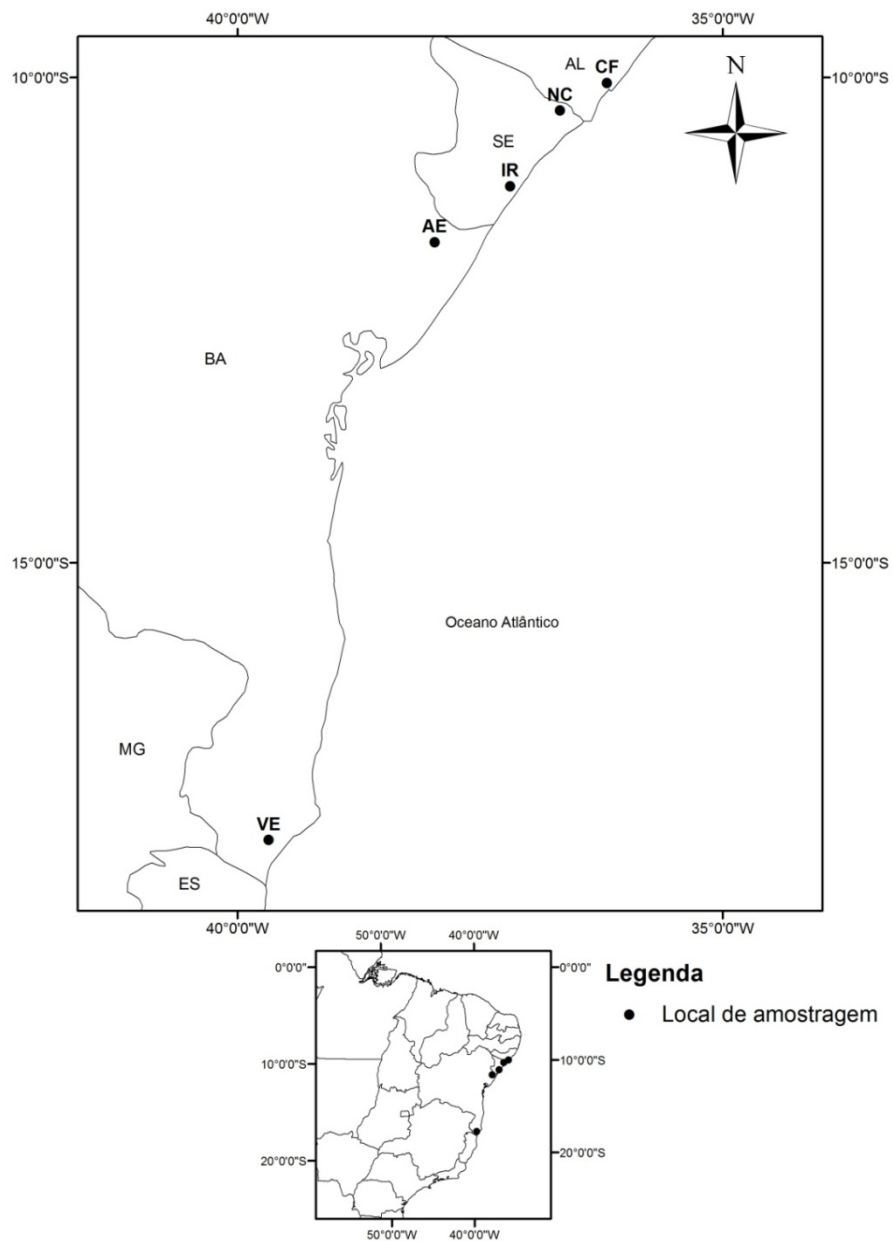 40°0'0"W 35°0'0"W
10°0'0"S 10°0'0"S
N
AL CF
NC
SE
IR
AE
BA
15°0'0"S 15°0'0"S
Oceano Atlântico
MG
VE
ES
40°0'0"W 35°0'0"W
50°0'0"W 40°0'0"W
0°0'0" 0°0'0"
Legenda
Local de amostragem
10°0'0"S 10°0'0"S
20°0'0"S 20°0'0"S
50°0'0"W 40°0'0"W